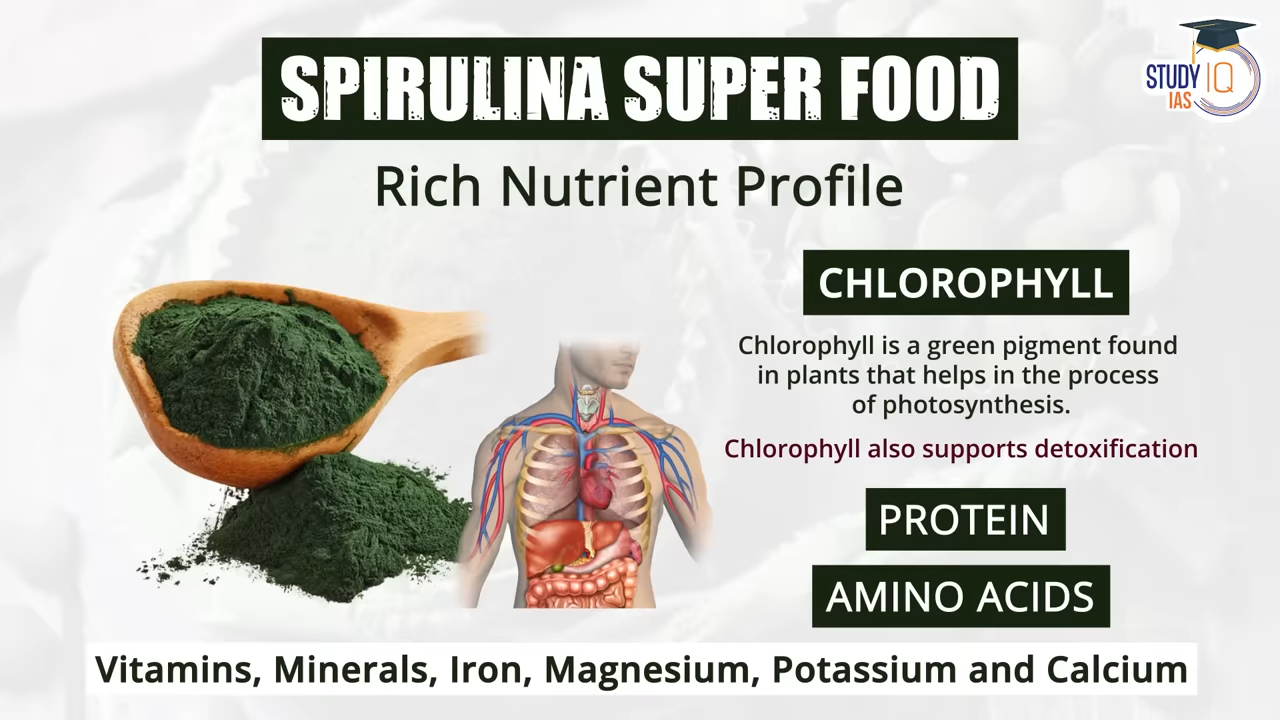 SPIRULINA SUPER FOOD
STUDY IQ
IAS
Rich Nutrient Profile
CHLOROPHYLL
Chlorophyll is a green pigment found
in plants that helps in the process
of photosynthesis.
Chlorophyll also supports detoxification
PROTEIN
AMINO ACIDS
Vitamins, Minerals, Iron, Magnesium, Potassium and Calcium